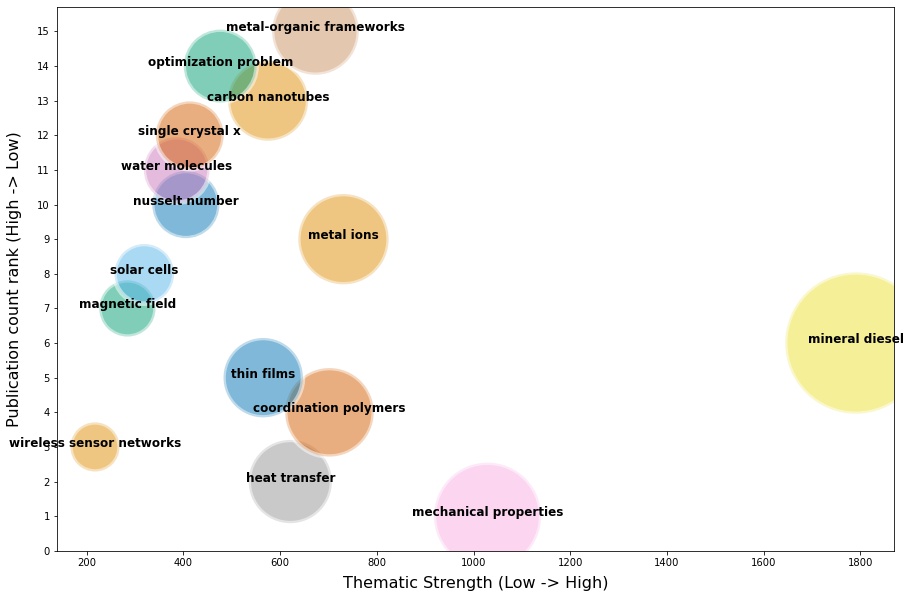 metal-organic frameworks
optimization problem
carbon nanotubes
single crystal x
water molecules
nusselt number
metal ions
solar cells
magnetic field
mineral diesel
thin films
coordination polymers
wireless sensor networks
heat transfer
mechanical properties
15
14
13
12
11
10
9
8
7
6
5
4
3
2
1
0
200
400
600
800
1000
1200
1400
1600
1800
Publication count rank (High -> Low)
Thematic Strength (Low -> High)